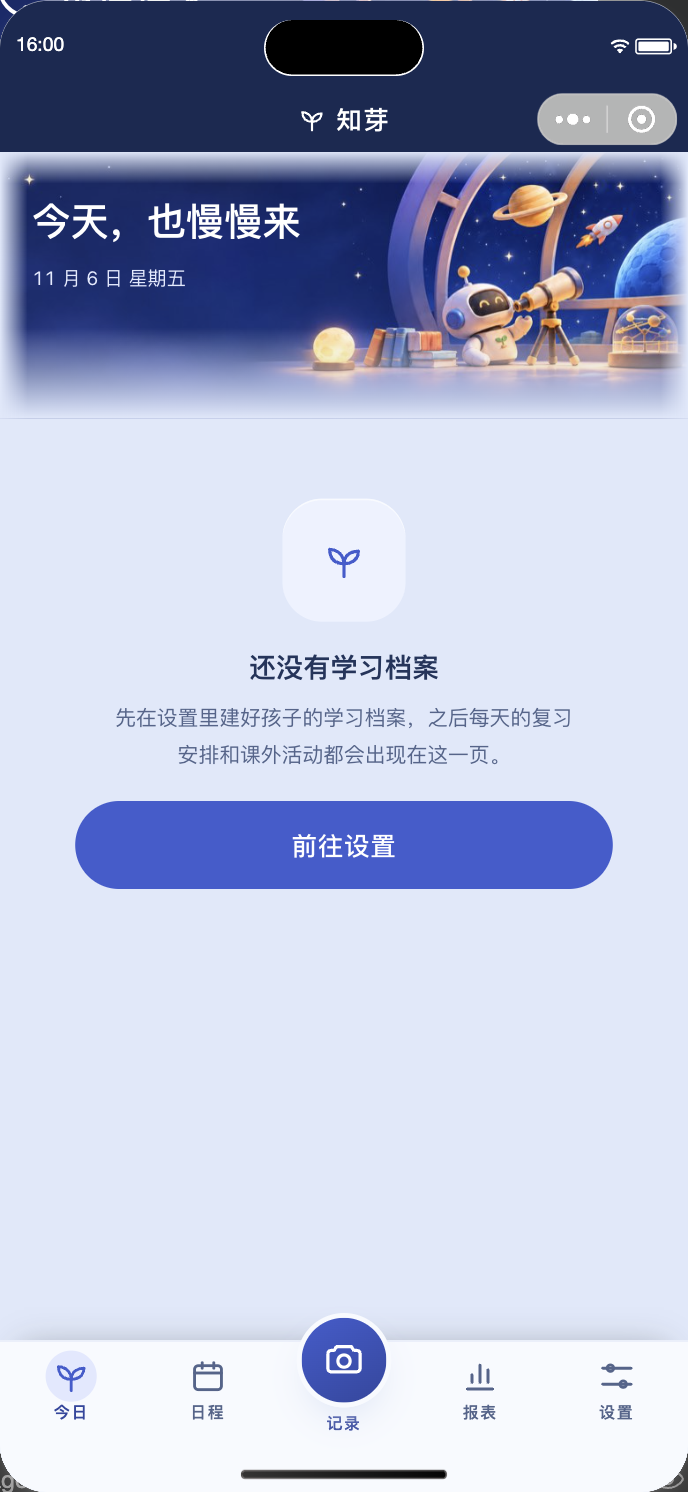 16:00
知芽
今天，也慢慢来
11 月 6 日 星期五
还没有学习档案
先在设置里建好孩子的学习档案，之后每天的复习
安排和课外活动都会出现在这一页。
前往设置
今日
日程
记录
报表
设置